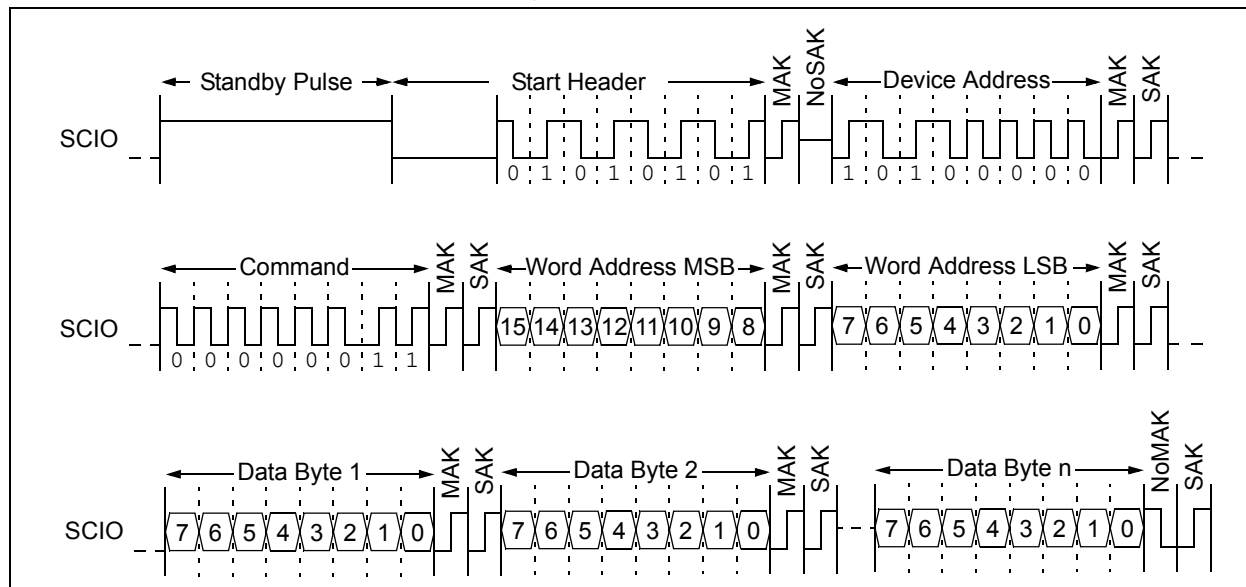 Standby Pulse Start Header MAK NoSAK Device Address MAK SAK
SCIO
0 1 0 1 0 1 0 1 1 0 1 0 0 0 0 0
Command MAK SAK Word Address MSB MAK SAK Word Address LSB MAK SAK
SCIO 15 14 13 12 11 10 9 8 7 6 5 4 3 2 1 0
0 0 0 0 0 0 1 1
Data Byte 1 MAK SAK Data Byte 2 MAK SAK Data Byte n NoMAK SAK
SCIO 7 6 5 4 3 2 1 0 7 6 5 4 3 2 1 0 7 6 5 4 3 2 1 0